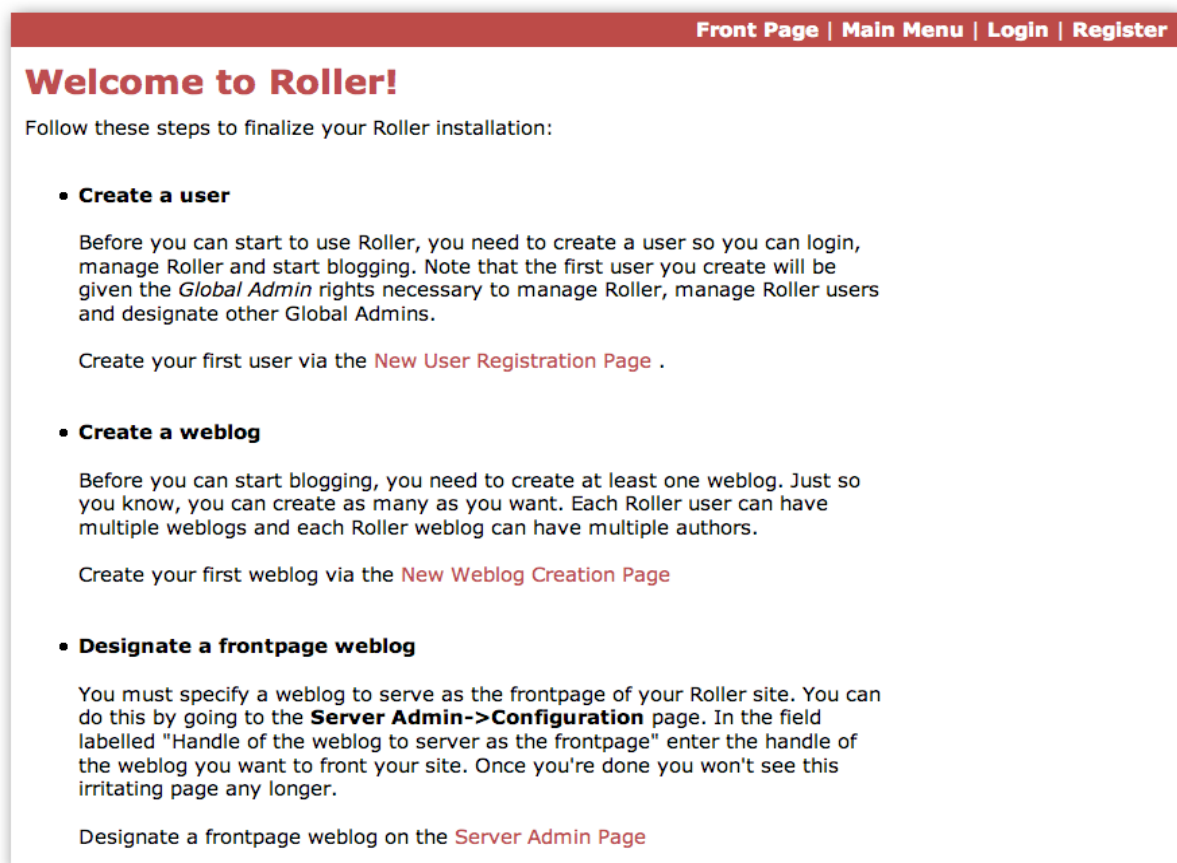 Front Page | Main Menu | Login | Register
Welcome to Roller!
Follow these steps to finalize your Roller installation:
• Create a user
Before you can start to use Roller, you need to create a user so you can login,
manage Roller and start blogging. Note that the first user you create will be
given the Global Admin rights necessary to manage Roller, manage Roller users
and designate other Global Admins.
Create your first user via the New User Registration Page .
• Create a weblog
Before you can start blogging, you need to create at least one weblog. Just so
you know, you can create as many as you want. Each Roller user can have
multiple weblogs and each Roller weblog can have multiple authors.
Create your first weblog via the New Weblog Creation Page
• Designate a frontpage weblog
You must specify a weblog to serve as the frontpage of your Roller site. You can
do this by going to the Server Admin->Configuration page. In the field
labelled "Handle of the weblog to server as the frontpage" enter the handle of
the weblog you want to front your site. Once you're done you won't see this
irritating page any longer.
Designate a frontpage weblog on the Server Admin Page